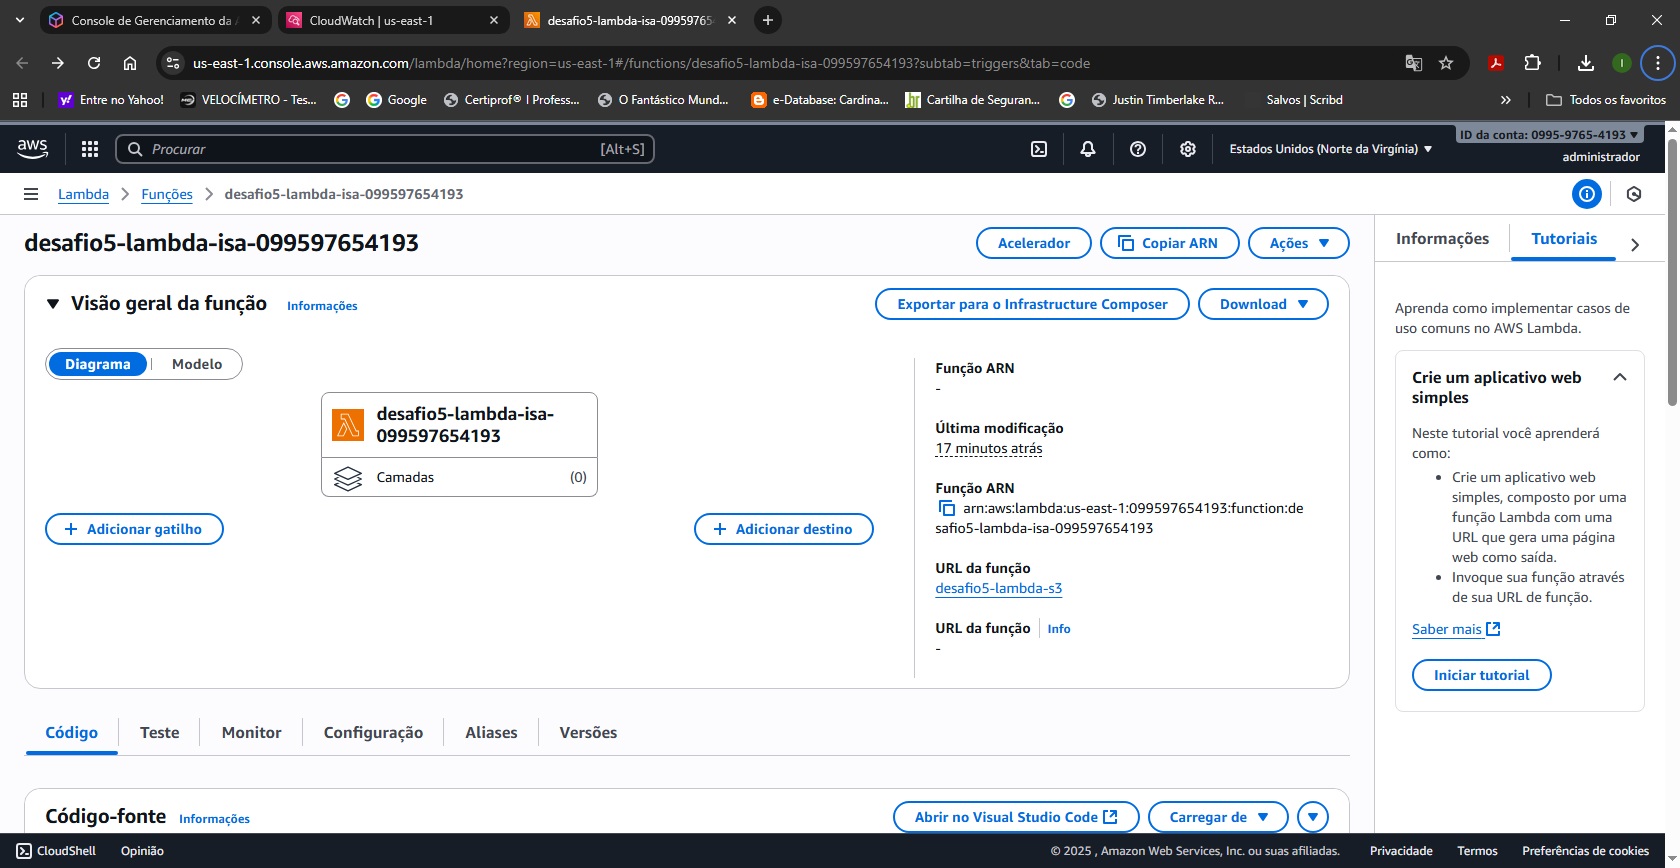 Console de Gerenciamento da A
CloudWatch | us-east-1
desafio5-lambda-isa-09959765
us-east-1.console.aws.amazon.com/lambda/home?region=us-east-1#/functions/desafio5-lambda-isa-099597654193?subtab=triggers&tab=code
Entre no Yahoo!
VELOCÍMETRO - Tes...
Google
Certiprof® | Profess...
O Fantástico Mund...
e-Database: Cardina...
Cartilha de Seguran...
Justin Timberlake R...
Salvos | Scribd
Todos os favoritos
aws
Procurar
[Alt+S]
Estados Unidos (Norte da Virgínia)
ID da conta: 0995-9765-4193
administrador
Lambda
Funções
desafio5-lambda-isa-099597654193
desafio5-lambda-isa-099597654193
Acelerador
Copiar ARN
Ações
Visão geral da função
Informações
Exportar para o Infrastructure Composer
Download
Diagrama
Modelo
desafio5-lambda-isa-
099597654193
Camadas
(0)
Adicionar gatilho
Adicionar destino
Função ARN
-
Última modificação
17 minutos atrás
Função ARN
arn:aws:lambda:us-east-1:099597654193:function:de
safio5-lambda-isa-099597654193
URL da função
desafio5-lambda-s3
URL da função
Info
-
Código
Teste
Monitor
Configuração
Aliases
Versões
Código-fonte
Informações
Abrir no Visual Studio Code
Carregar de
Informações
Tutoriais
Aprenda como implementar casos de
uso comuns no AWS Lambda.
Crie um aplicativo web
simples
Neste tutorial você aprenderá
como:
• Crie um aplicativo web
simples, composto por uma
função Lambda com uma
URL que gera uma página
web como saída.
• Invoque sua função através
de sua URL de função.
Saber mais
Iniciar tutorial
CloudShell
Opinião
© 2025 , Amazon Web Services, Inc. ou suas afiliadas.
Privacidade
Termos
Preferências de cookies